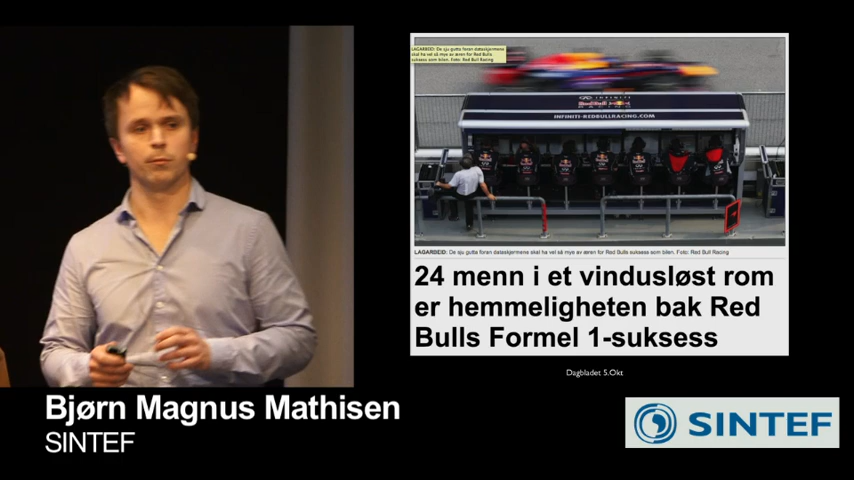 LAGARBEID: De sju gutta foran dataskjermene
skal ha vel så mye av æren for Red Bulls
suksess som bilen. Foto: Red Bull Racing
INFINITI
RedBull
RACING
INFINITI-REDBULLRACING.COM
LAGARBEID: De sju gutta foran dataskjermene skal ha vel så mye av æren for Red Bulls suksess som bilen. Foto: Red Bull Racing
24 menn i et vindusløst rom
er hemmeligheten bak Red
Bulls Formel 1-suksess
Dagbladet 5.Okt
Bjørn Magnus Mathisen
SINTEF
SINTEF